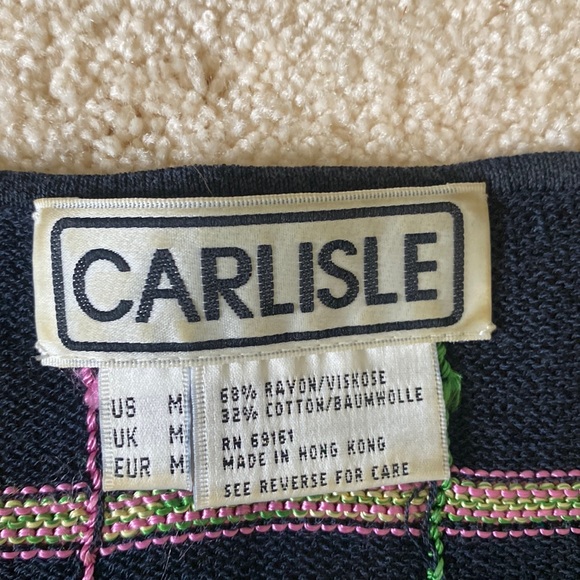 CARLISLE
US M
UK M
EUR M
68% RAYON/VISKOSE
32% COTTON/BAUMWOLLE
RN 69161
MADE IN HONG KONG
SEE REVERSE FOR CARE